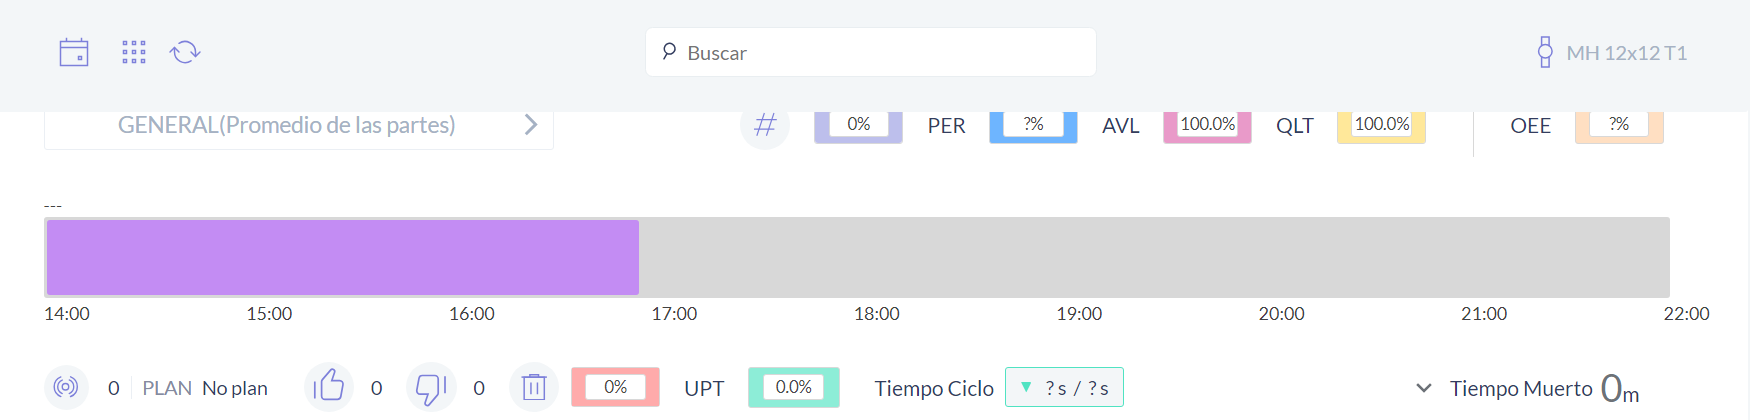 Buscar
MH 12x12 T1
GENERAL(Promedio de las partes)
# 0% PER ?% AVL 100.0% QLT 100.0% OEE ?%
---
14:00 15:00 16:00 17:00 18:00 19:00 20:00 21:00 22:00
0 PLAN No plan 0 0 0% UPT 0.0% Tiempo Ciclo ▼ ? s / ? s Tiempo Muerto 0m